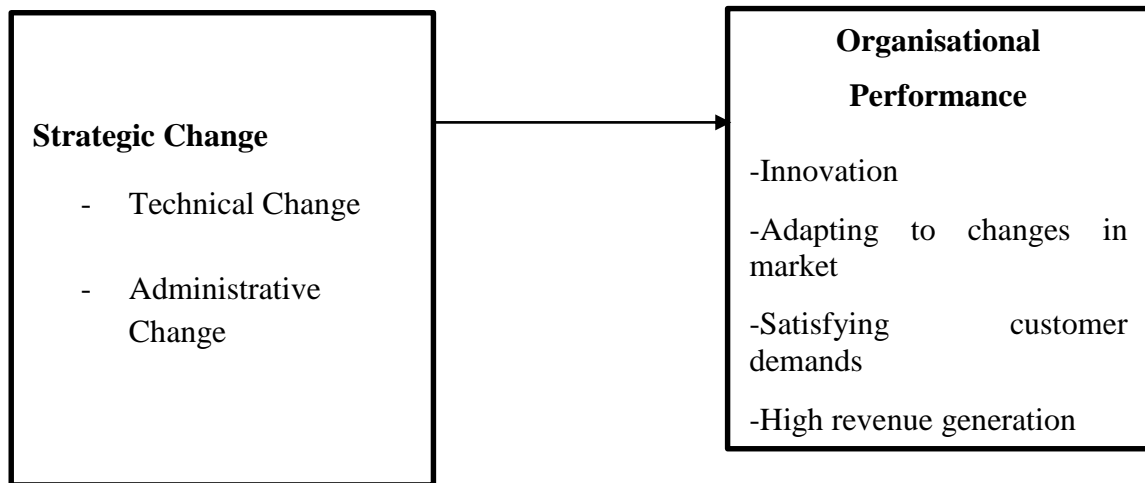 Strategic Change
- Technical Change
- Administrative
Change
Organisational
Performance
-Innovation
-Adapting to changes in
market
-Satisfying customer
demands
-High revenue generation